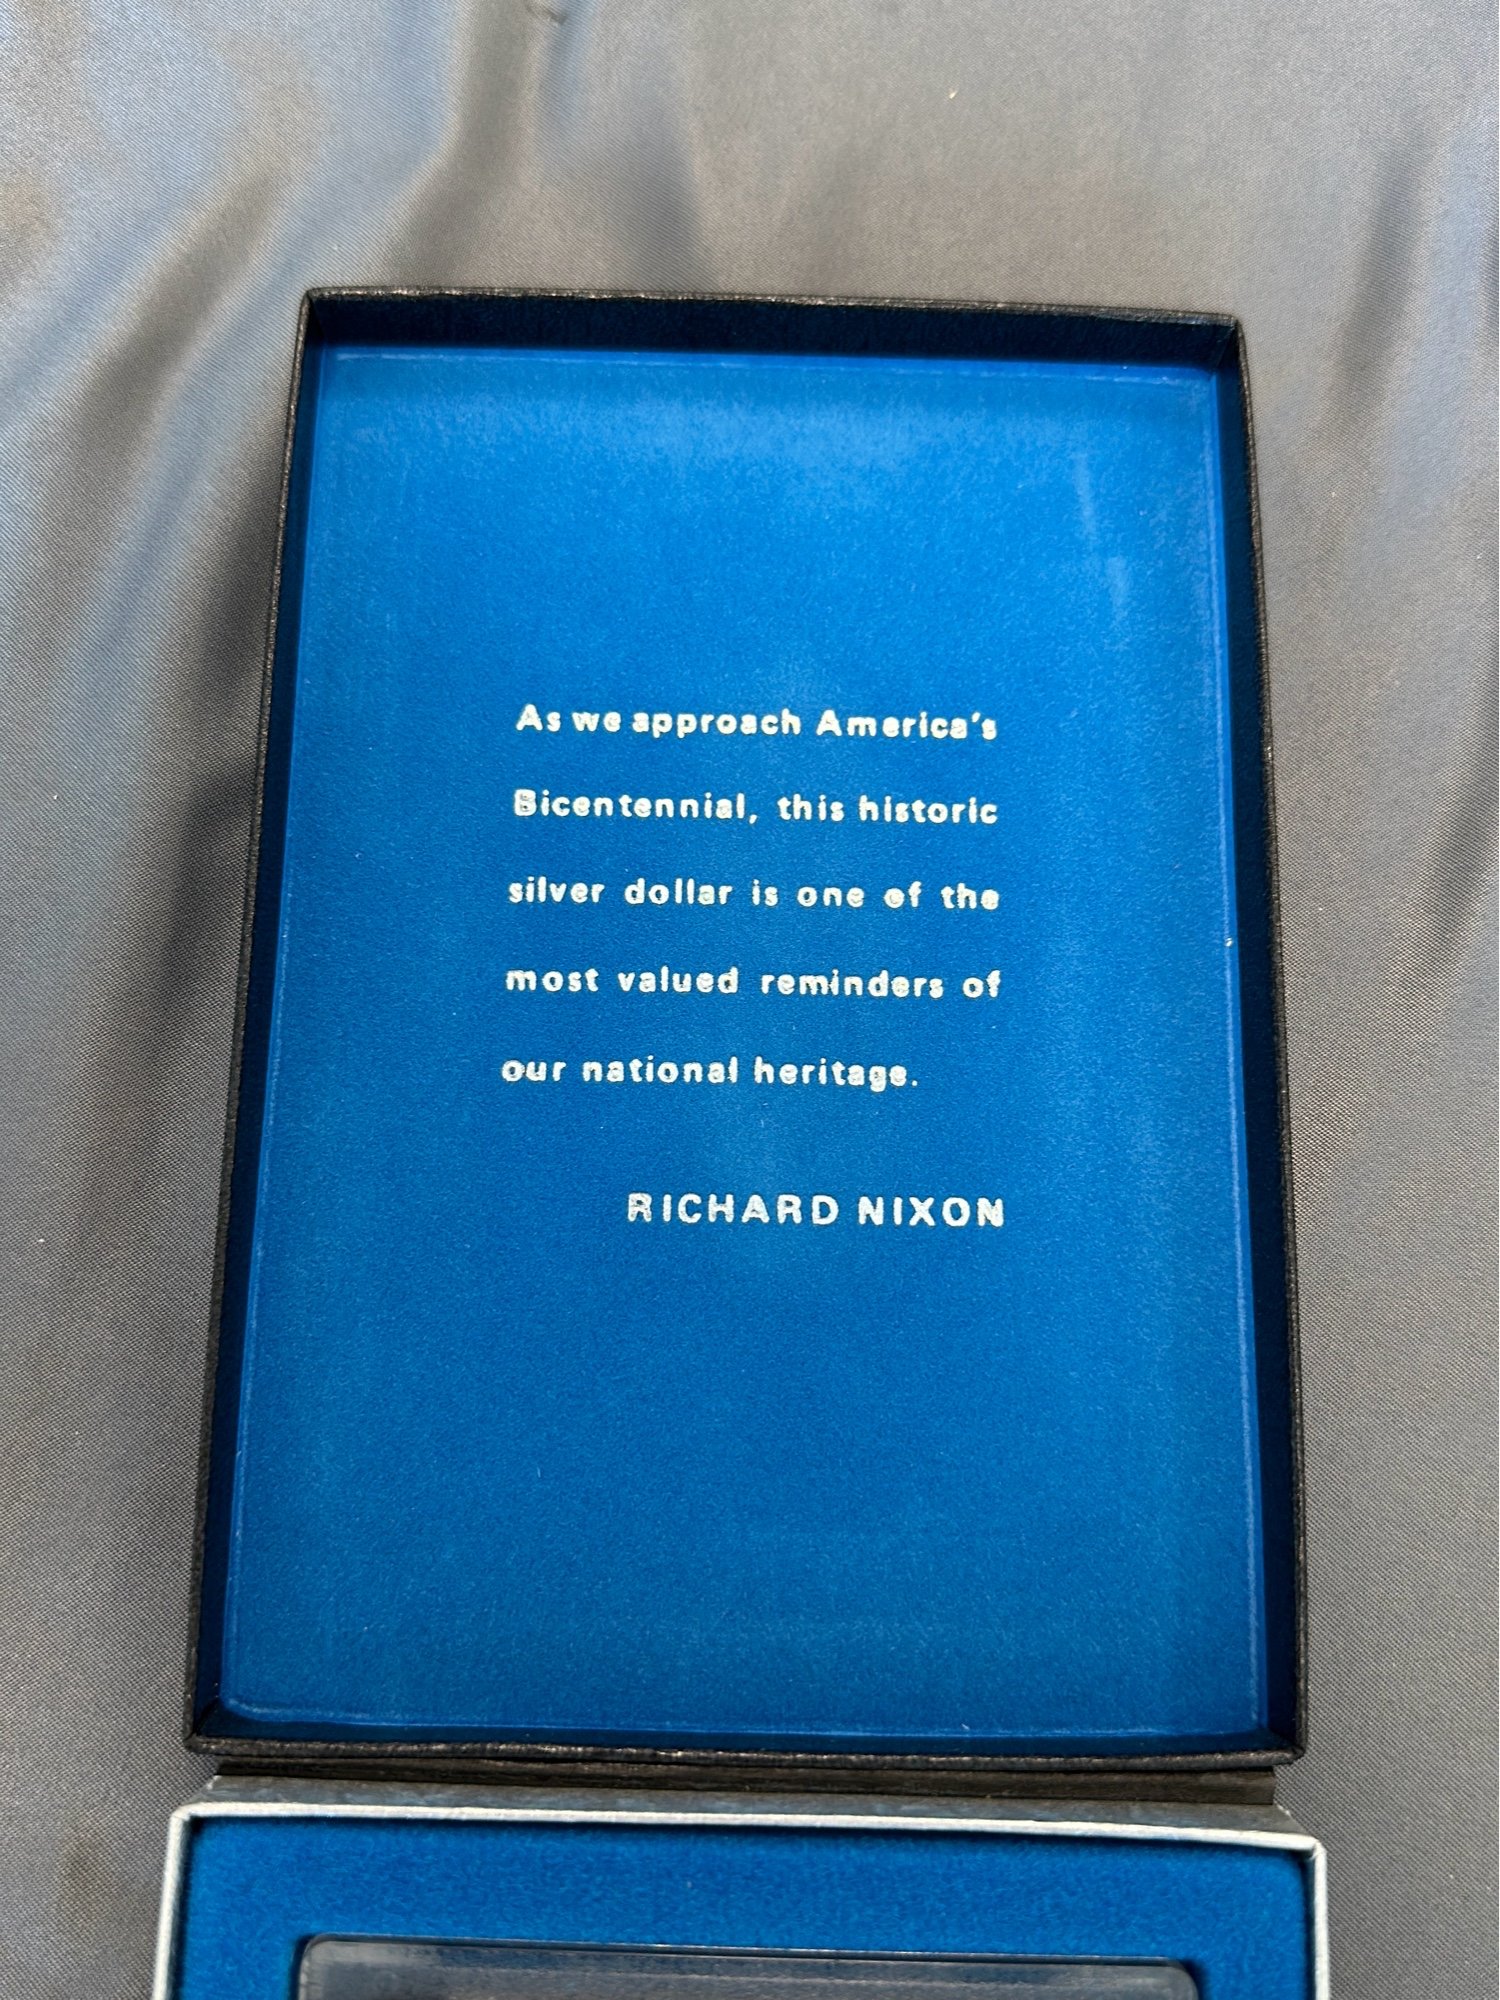 As we approach America's
Bicentennial, this historic
silver dollar is one of the
most valued reminders of
our national heritage.
RICHARD NIXON